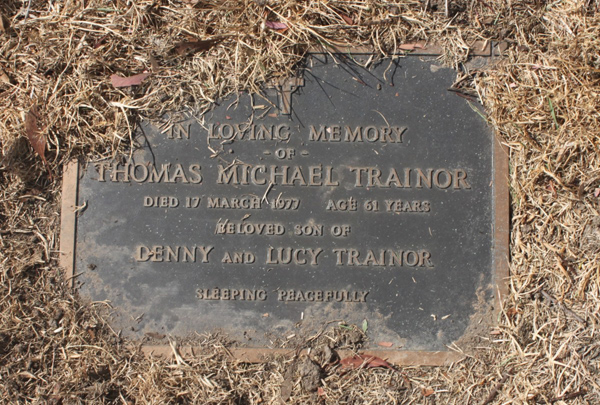 IN LOVING MEMORY
- OF -
THOMAS MICHAEL TRAINOR
DIED 17 MARCH 1977 AGE 61 YEARS
BELOVED SON OF
DENNY AND LUCY TRAINOR
SLEEPING PEACEFULLY